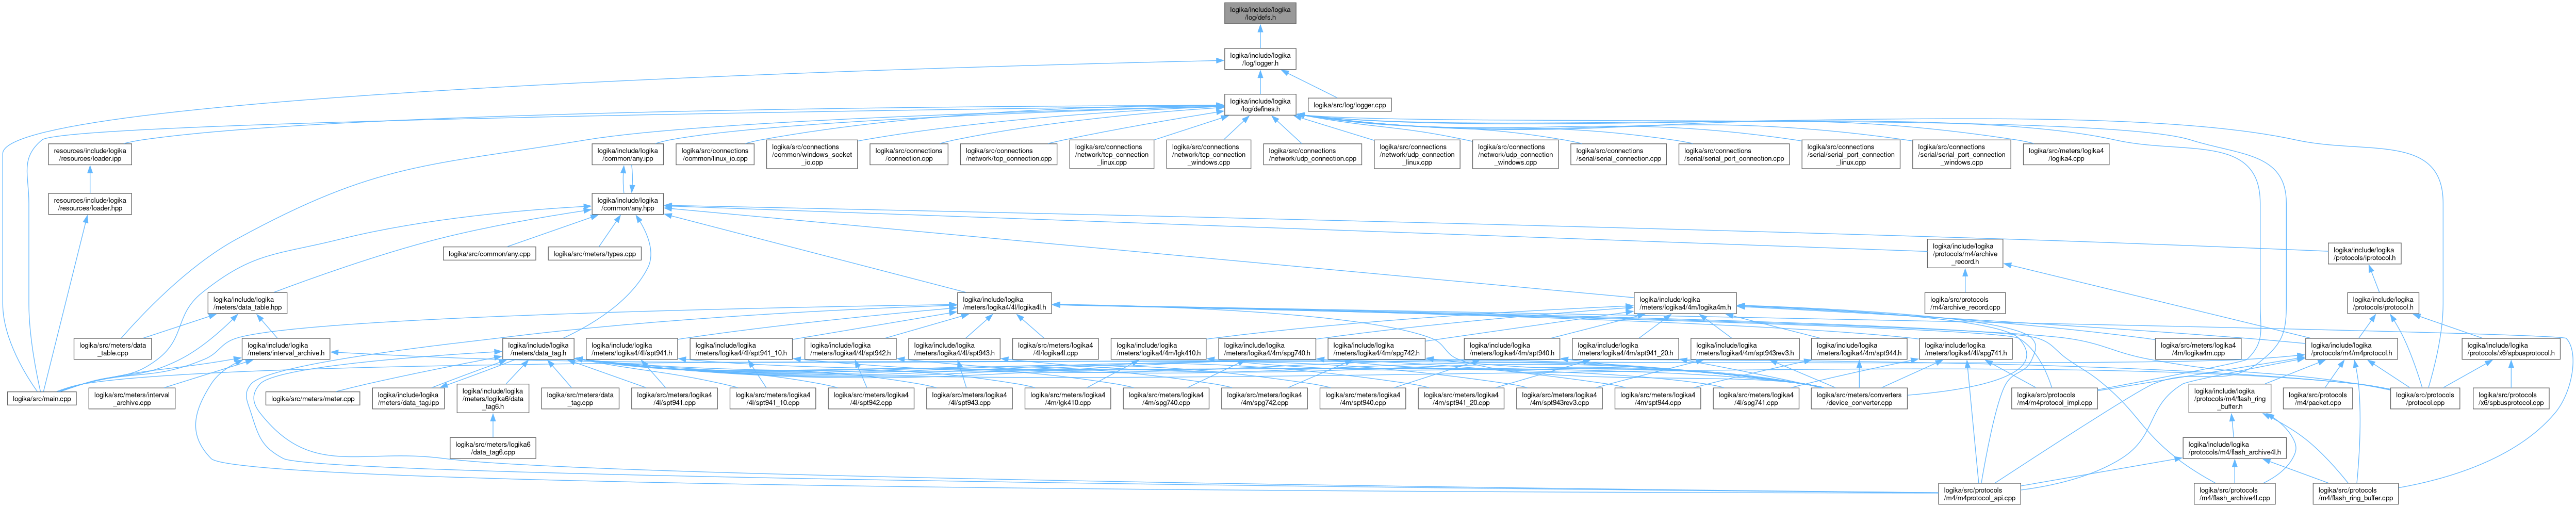 logika/include/logika
/log/defs.h
logika/include/logika
/log/logger.h
logika/include/logika
/log/defines.h
logika/src/log/logger.cpp
resources/include/logika
/resources/loader.ipp
logika/include/logika
/common/any.ipp
logika/src/connections
/common/linux_io.cpp
logika/src/connections
/common/windows_socket
_io.cpp
logika/src/connections
/connection.cpp
logika/src/connections
/network/tcp_connection.cpp
logika/src/connections
/network/tcp_connection
_linux.cpp
logika/src/connections
/network/tcp_connection
_windows.cpp
logika/src/connections
/network/udp_connection.cpp
logika/src/connections
/network/udp_connection
_linux.cpp
logika/src/connections
/network/udp_connection
_windows.cpp
logika/src/connections
/serial/serial_connection.cpp
logika/src/connections
/serial/serial_port_connection.cpp
logika/src/connections
/serial/serial_port_connection
_linux.cpp
logika/src/connections
/serial/serial_port_connection
_windows.cpp
logika/src/meters/logika4
/logika4.cpp
resources/include/logika
/resources/loader.hpp
logika/include/logika
/common/any.hpp
logika/src/common/any.cpp
logika/src/meters/types.cpp
logika/include/logika
/protocols/m4/archive
_record.h
logika/include/logika
/protocols/iprotocol.h
logika/include/logika
/meters/data_table.hpp
logika/include/logika
/meters/logika4/4l/logika4l.h
logika/include/logika
/meters/logika4/4m/logika4m.h
logika/src/protocols
/m4/archive_record.cpp
logika/include/logika
/protocols/protocol.h
logika/src/meters/data
_table.cpp
logika/include/logika
/meters/interval_archive.h
logika/include/logika
/meters/data_tag.h
logika/include/logika
/meters/logika4/4l/spt941.h
logika/include/logika
/meters/logika4/4l/spt941_10.h
logika/include/logika
/meters/logika4/4l/spt942.h
logika/include/logika
/meters/logika4/4l/spt943.h
logika/src/meters/logika4
/4l/logika4l.cpp
logika/include/logika
/meters/logika4/4m/lgk410.h
logika/include/logika
/meters/logika4/4m/spg740.h
logika/include/logika
/meters/logika4/4m/spg742.h
logika/include/logika
/meters/logika4/4m/spt940.h
logika/include/logika
/meters/logika4/4m/spt941_20.h
logika/include/logika
/meters/logika4/4m/spt943rev3.h
logika/include/logika
/meters/logika4/4m/spt944.h
logika/include/logika
/meters/logika4/4l/spg741.h
logika/src/meters/logika4
/4m/logika4m.cpp
logika/include/logika
/protocols/m4/m4protocol.h
logika/include/logika
/protocols/x6/spbusprotocol.h
logika/src/main.cpp
logika/src/meters/interval
_archive.cpp
logika/src/meters/meter.cpp
logika/include/logika
/meters/data_tag.ipp
logika/include/logika
/meters/logika6/data
_tag6.h
logika/src/meters/data
_tag.cpp
logika/src/meters/logika4
/4l/spt941.cpp
logika/src/meters/logika4
/4l/spt941_10.cpp
logika/src/meters/logika4
/4l/spt942.cpp
logika/src/meters/logika4
/4l/spt943.cpp
logika/src/meters/logika4
/4m/lgk410.cpp
logika/src/meters/logika4
/4m/spg740.cpp
logika/src/meters/logika4
/4m/spg742.cpp
logika/src/meters/logika4
/4m/spt940.cpp
logika/src/meters/logika4
/4m/spt941_20.cpp
logika/src/meters/logika4
/4m/spt943rev3.cpp
logika/src/meters/logika4
/4m/spt944.cpp
logika/src/meters/logika4
/4l/spg741.cpp
logika/src/meters/converters
/device_converter.cpp
logika/src/protocols
/m4/m4protocol_impl.cpp
logika/include/logika
/protocols/m4/flash_ring
_buffer.h
logika/src/protocols
/m4/packet.cpp
logika/src/protocols
/protocol.cpp
logika/src/protocols
/x6/spbusprotocol.cpp
logika/src/meters/logika6
/data_tag6.cpp
logika/include/logika
/protocols/m4/flash_archive4l.h
logika/src/protocols
/m4/m4protocol_api.cpp
logika/src/protocols
/m4/flash_archive4l.cpp
logika/src/protocols
/m4/flash_ring_buffer.cpp